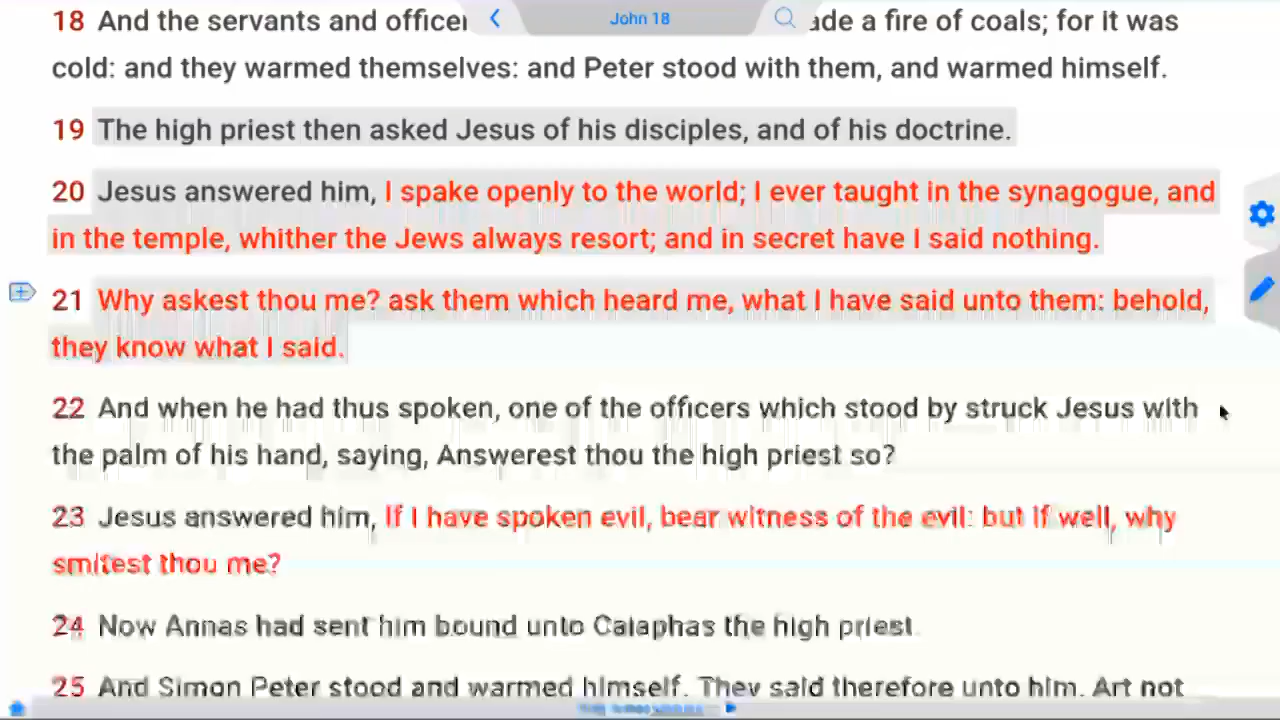 John 18
18 And the servants and officer ade a fire of coals; for it was
cold: and they warmed themselves: and Peter stood with them, and warmed himself.
19 The high priest then asked Jesus of his disciples, and of his doctrine.
20 Jesus answered him, I spake openly to the world; I ever taught in the synagogue, and
in the temple, whither the Jews always resort; and in secret have I said nothing.
21 Why askest thou me? ask them which heard me, what I have said unto them: behold,
they know what I said.
22 And when he had thus spoken, one of the officers which stood by struck Jesus with
the palm of his hand, saying, Answerest thou the high priest so?
23 Jesus answered him, If I have spoken evil, bear witness of the evil: but if well, why
smitest thou me?
24 Now Annas had sent him bound unto Caiaphas the high priest.
25 And Simon Peter stood and warmed himself. They said therefore unto him, Art not